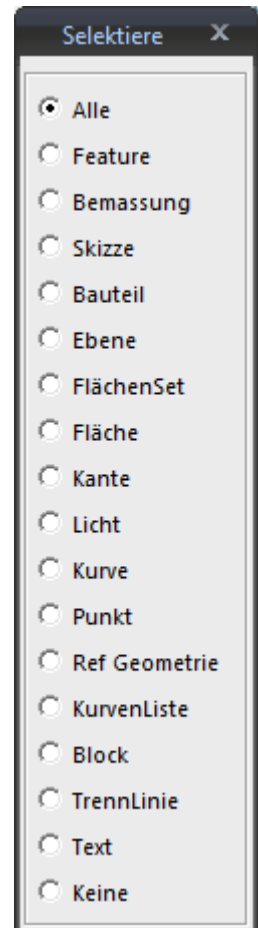 Selektiere
Alle
Feature
Bemassung
Skizze
Bauteil
Ebene
FlächenSet
Fläche
Kante
Licht
Kurve
Punkt
Ref Geometrie
KurvenListe
Block
TrennLinie
Text
Keine